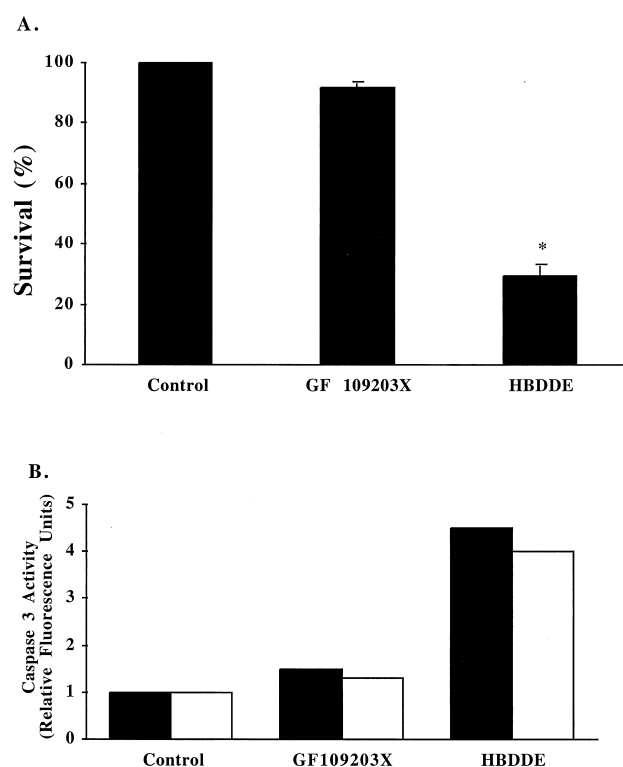 A.
Survival (%)
100
80
60
40
20
0
*
Control GF 109203X HBDDE
B.
Caspase 3 Activity
(Relative Fluorescence Units)
5
4
3
2
1
0
Control GF109203X HBDDE